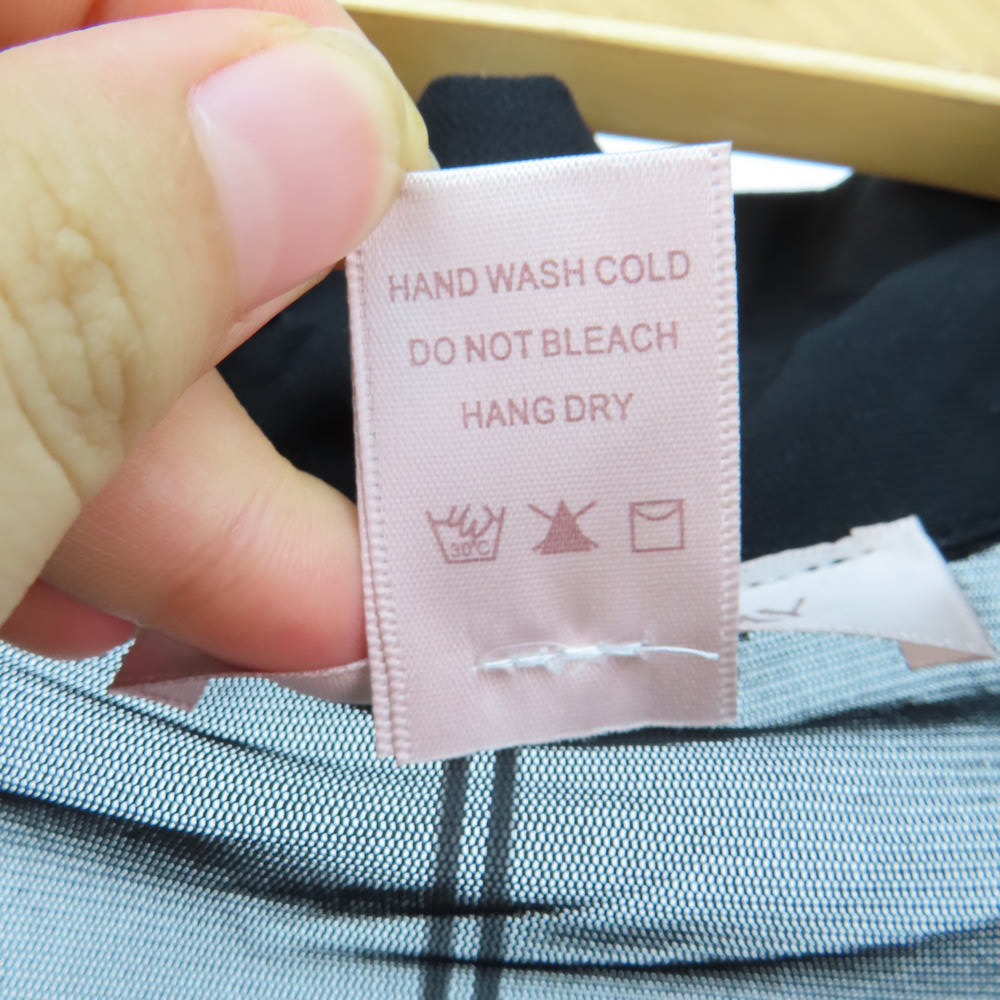 HAND WASH COLD
DO NOT BLEACH
HANG DRY
30°C